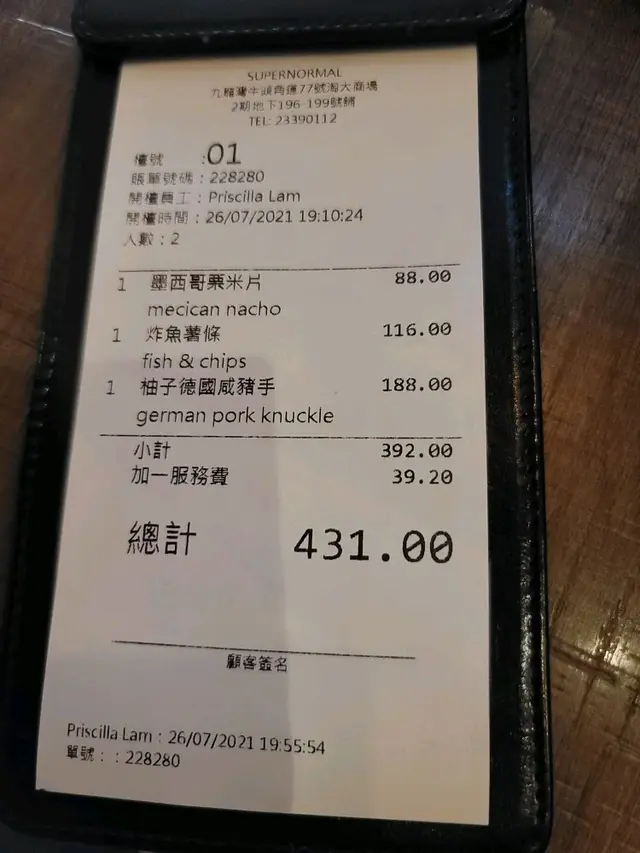 SUPERNORMAL
九龍灣牛頭角道77號淘大商場
2期地下196-199號舖
TEL: 23390112
檯號 :01
賬單號碼：228280
開檯員工：Priscilla Lam
開檯時間：26/07/2021 19:10:24
人數：2
1 墨西哥粟米片 88.00
mecican nacho
1 炸魚薯條 116.00
fish & chips
1 柚子德國咸豬手 188.00
german pork knuckle
小計 392.00
加一服務費 39.20
總計 431.00
顧客簽名
Priscilla Lam : 26/07/2021 19:55:54
單號：: 228280